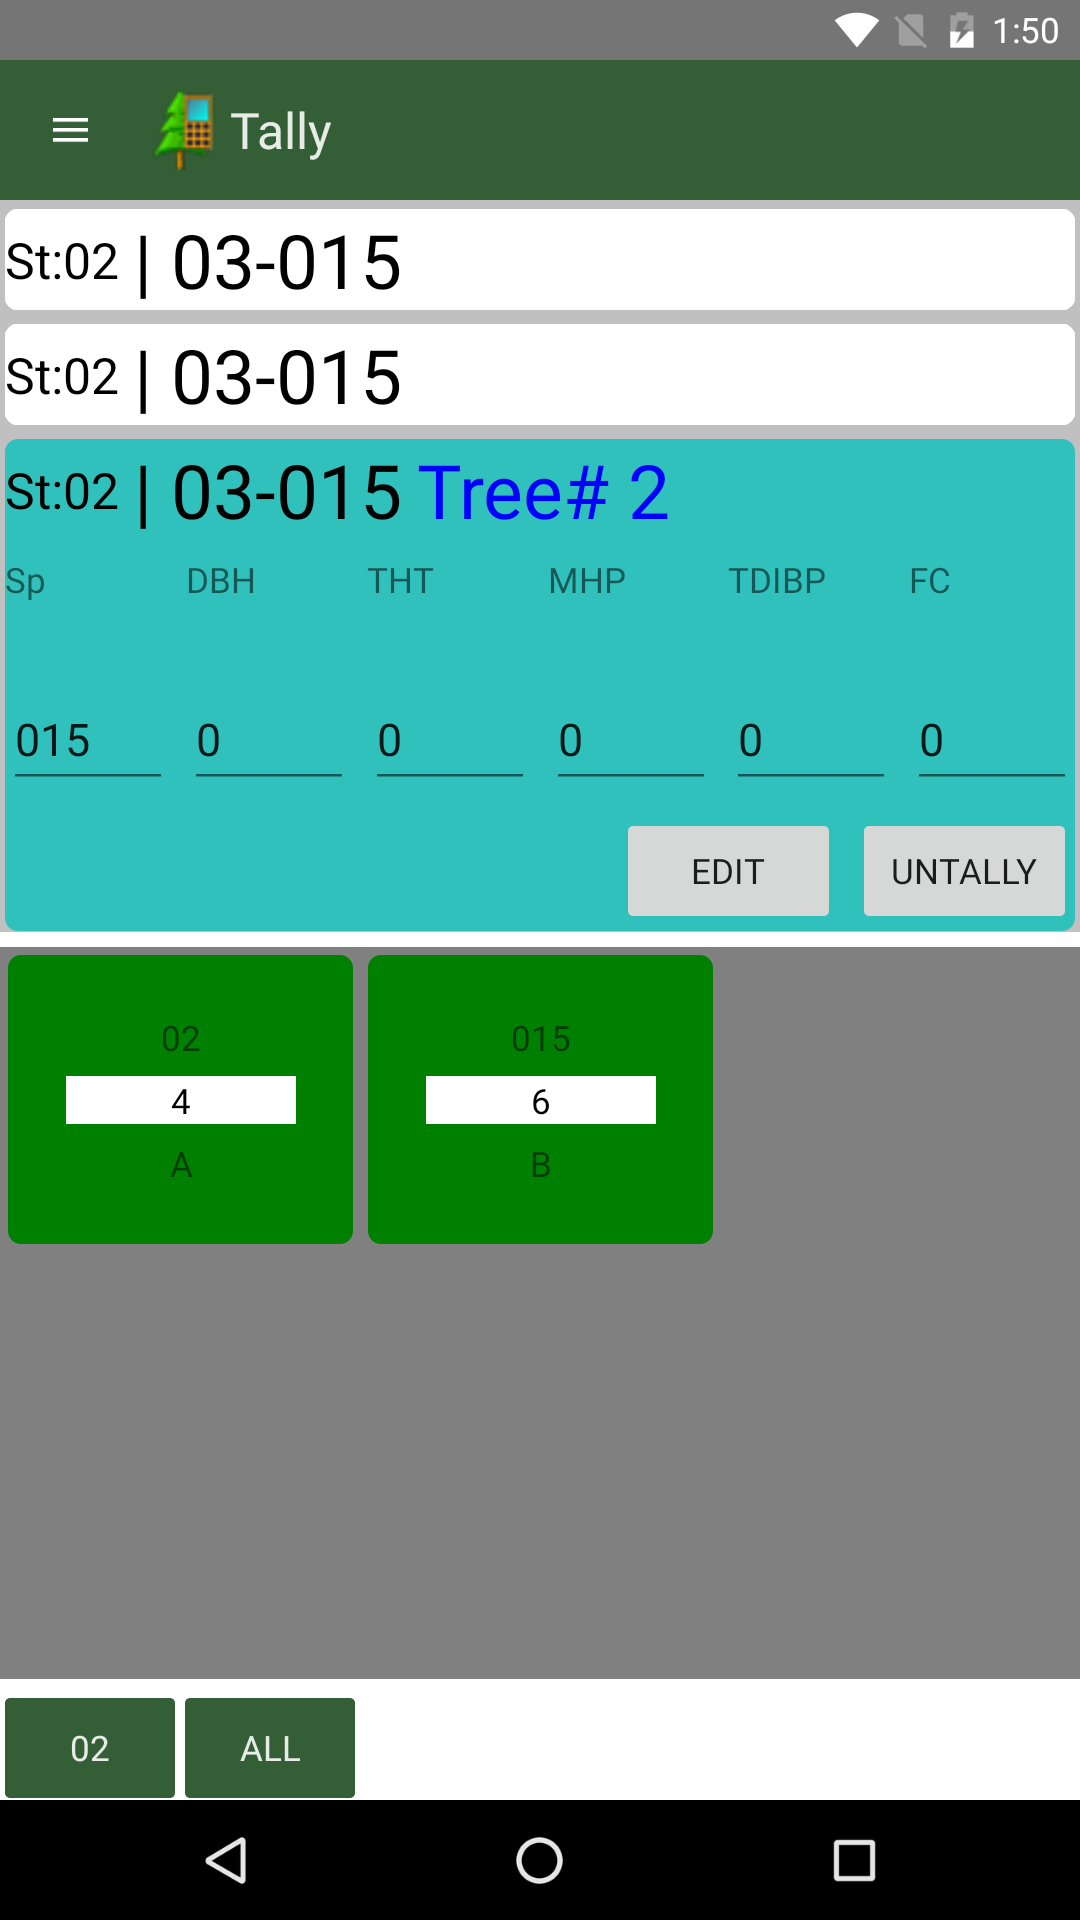 1:50
Tally
St:02 | 03-015
St:02 | 03-015
St:02 | 03-015 Tree# 2
Sp DBH THT MHP TDIBP FC
015 0 0 0 0 0
EDIT UNTALLY
02 015
4 6
A B
02 ALL